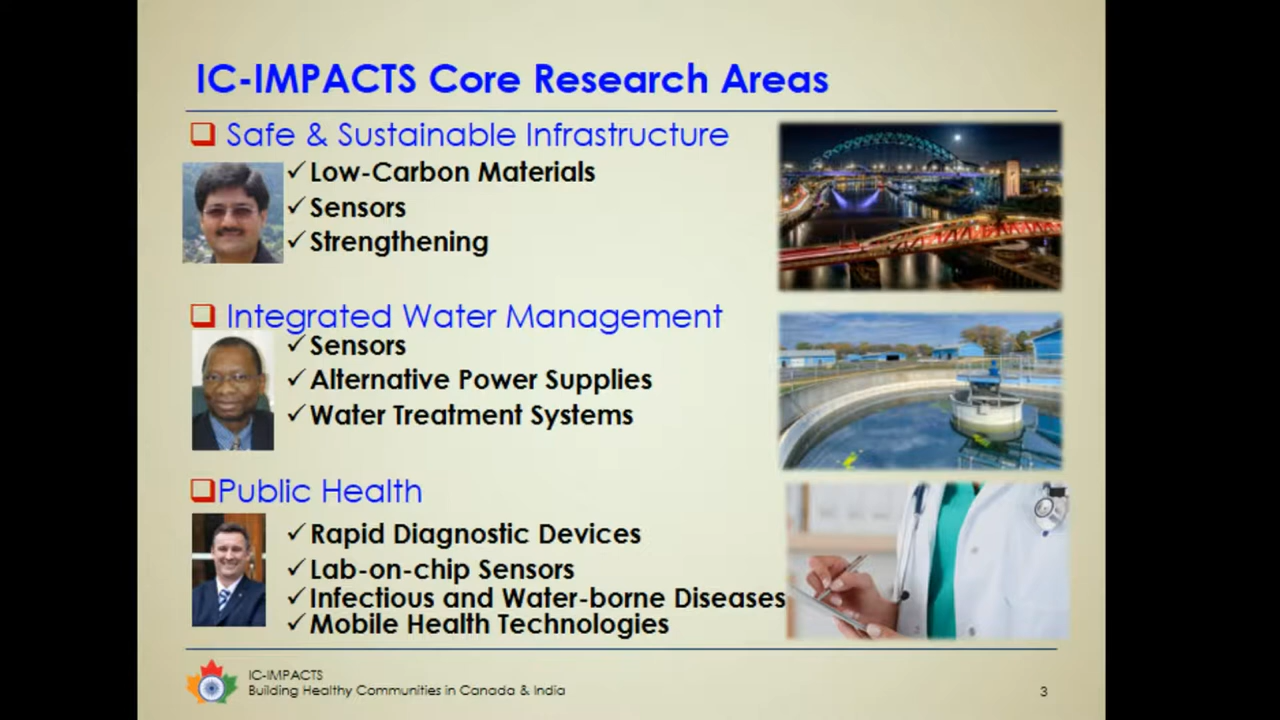 IC-IMPACTS Core Research Areas
Safe & Sustainable Infrastructure
Low-Carbon Materials
Sensors
Strengthening
Integrated Water Management
Sensors
Alternative Power Supplies
Water Treatment Systems
Public Health
Rapid Diagnostic Devices
Lab-on-chip Sensors
Infectious and Water-borne Diseases
Mobile Health Technologies
IC-IMPACTS
Building Healthy Communities in Canada & India
3